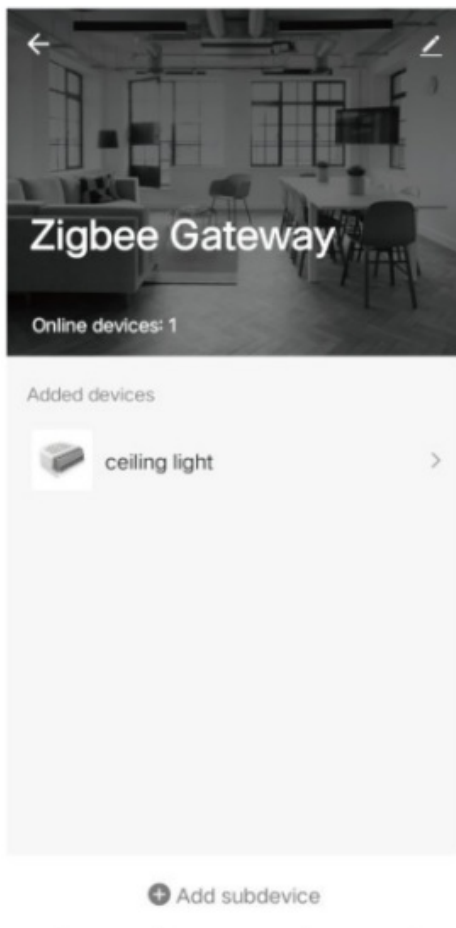 Zigbee Gateway
Online devices: 1
Added devices
ceiling light
Add subdevice